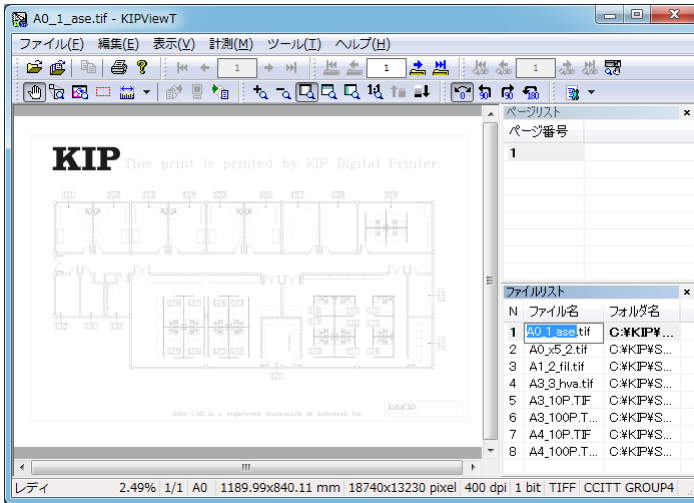 A0_1_ase.tif - KIPViewT
ファイル(F) 編集(E) 表示(V) 計測(M) ツール(T) ヘルプ(H)
1 1 1
90 90 180
KIP This print is printed by KIP Digital Printer.
AutoCAD
Auto CAD is a registered trademark of Autodesk Inc.
ページリスト
ページ番号
1
ファイルリスト
N ファイル名 フォルダ名
1 A0_1_ase.tif C:¥KIP¥...
2 A0_x5_2.tif C:¥KIP¥S...
3 A1_2_fil.tif C:¥KIP¥S...
4 A3_3_hva.tif C:¥KIP¥S...
5 A3_10P.TIF C:¥KIP¥S...
6 A3_100P.T... C:¥KIP¥S...
7 A4_10P.TIF C:¥KIP¥S...
8 A4_100P.T... C:¥KIP¥S...
レディ 2.49% 1/1 A0 1189.99x840.11 mm 18740x13230 pixel 400 dpi 1 bit TIFF CCITT GROUP4